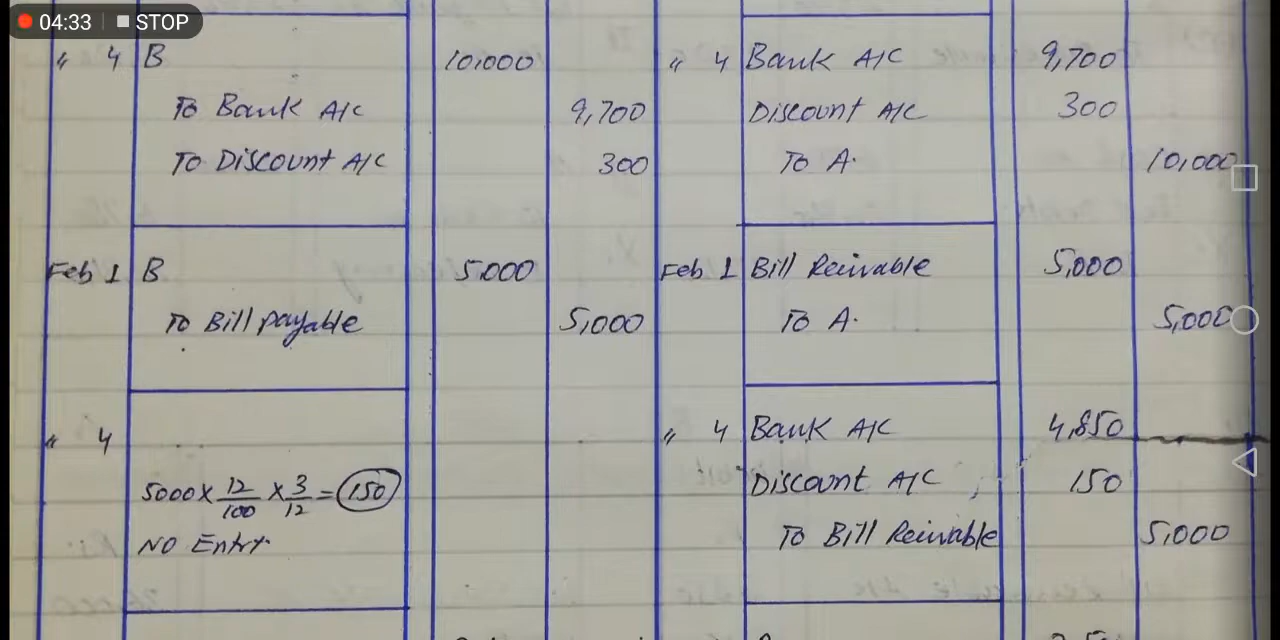 04:33 STOP
" 4 B 10,000 " 4 Bank A/C 9,700
To Bank A/C 9,700 Discount A/C 300
To Discount A/C 300 To A. 10,000
Feb 1 B 5,000 Feb 1 Bill Receivable 5,000
To Bill payable 5,000 To A. 5,000
" 4 " 4 Bank A/C 4,850
5000 x 12/100 x 3/12 = 150 Discount A/C 150
No Entry. To Bill Receivable 5,000